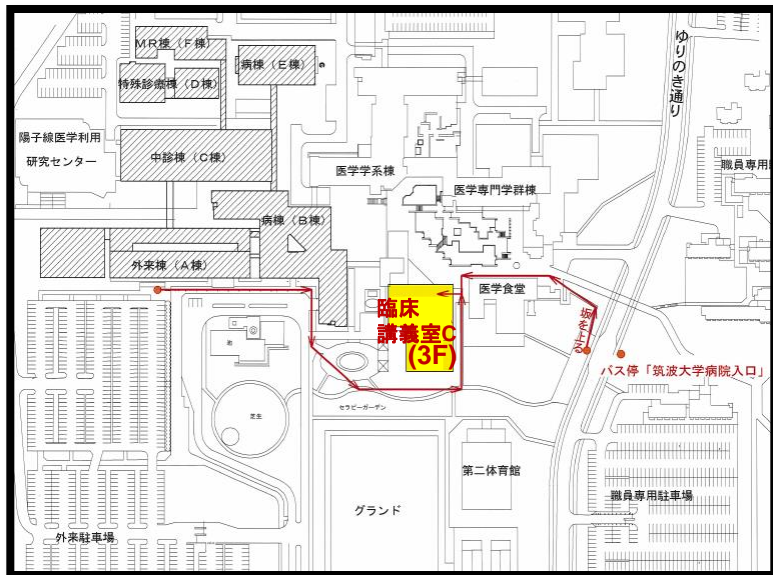 MR棟（F棟）
病棟（E棟）
特殊診療棟（D棟）
ゆりのき通り
陽子線医学利用
研究センター
中診棟（C棟）
医学学系棟
職員専用
医学専門学群棟
病棟（B棟）
外来棟（A棟）
医学食堂
臨床
講義室C
(3F)
坂を上る
バス停「筑波大学病院入口」
池
セラピーガーデン
芝生
第二体育館
グランド
職員専用駐車場
外来駐車場